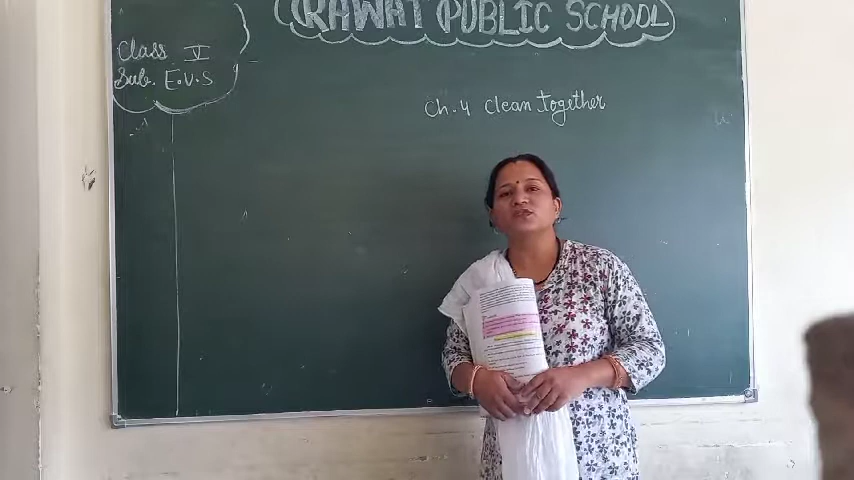 RAWAT PUBLIC SCHOOL
Class V
Sub. E.V.S
Ch.4 Clean together